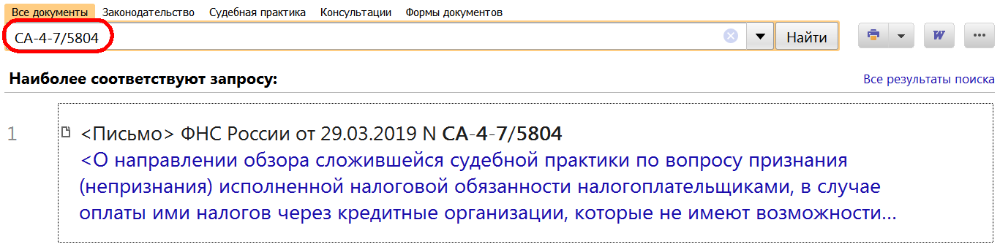 Все документы Законодательство Судебная практика Консультации Формы документов
СА-4-7/5804 Найти W
Наиболее соответствуют запросу: Все результаты поиска
1 <Письмо> ФНС России от 29.03.2019 N СА-4-7/5804
<О направлении обзора сложившейся судебной практики по вопросу признания
(непризнания) исполненной налоговой обязанности налогоплательщиками, в случае
оплаты ими налогов через кредитные организации, которые не имеют возможности...